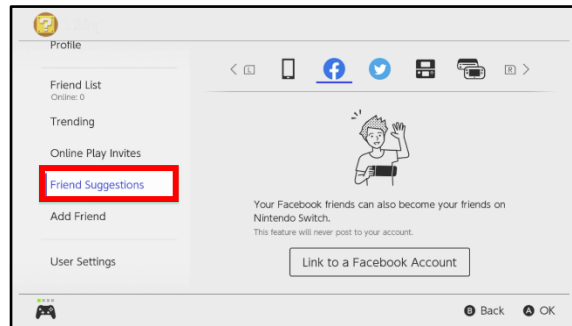 Profile
Friend List
Online: 0
Trending
Online Play Invites
Friend Suggestions
Add Friend
User Settings
L
R
Your Facebook friends can also become your friends on
Nintendo Switch.
This feature will never post to your account.
Link to a Facebook Account
B Back A OK